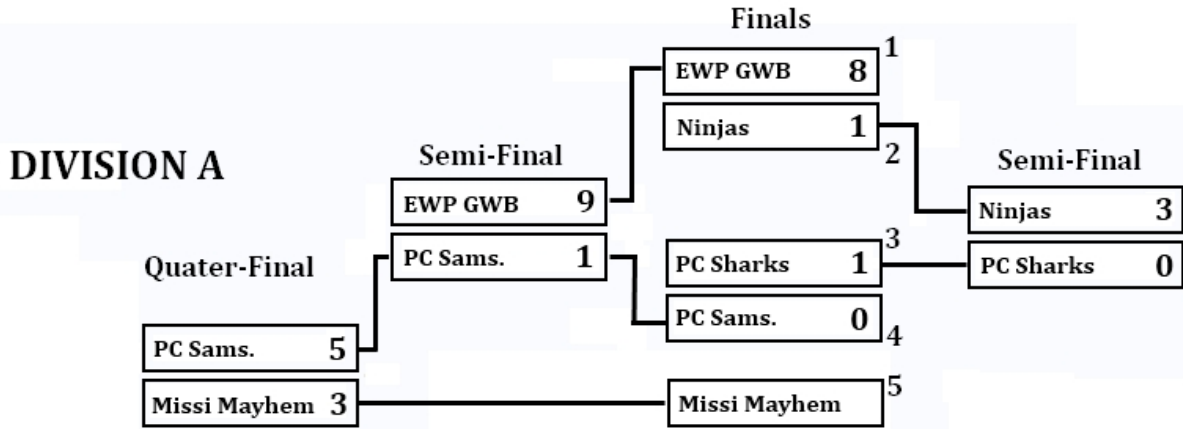 DIVISION A
Quater-Final
PC Sams. 5
Missi Mayhem 3
Semi-Final
EWP GWB 9
PC Sams. 1
Finals
EWP GWB 8 1
Ninjas 1 2
PC Sharks 1 3
PC Sams. 0 4
Missi Mayhem 5
Semi-Final
Ninjas 3
PC Sharks 0